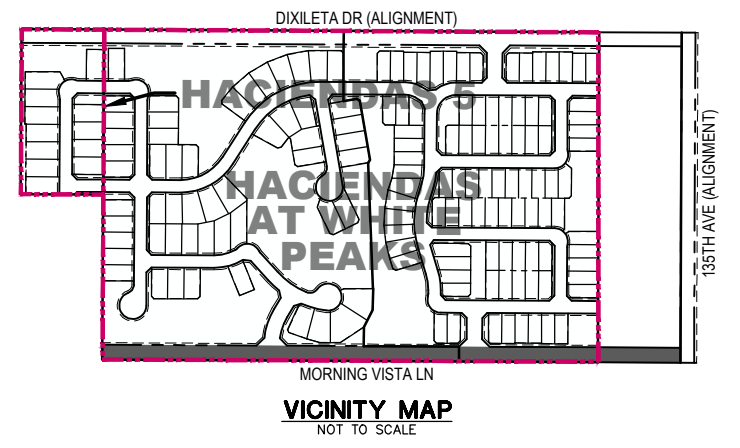 DIXILETA DR (ALIGNMENT)
HACIENDAS 5
HACIENDAS
AT WHITE
PEAKS
135TH AVE (ALIGNMENT)
MORNING VISTA LN
VICINITY MAP
NOT TO SCALE